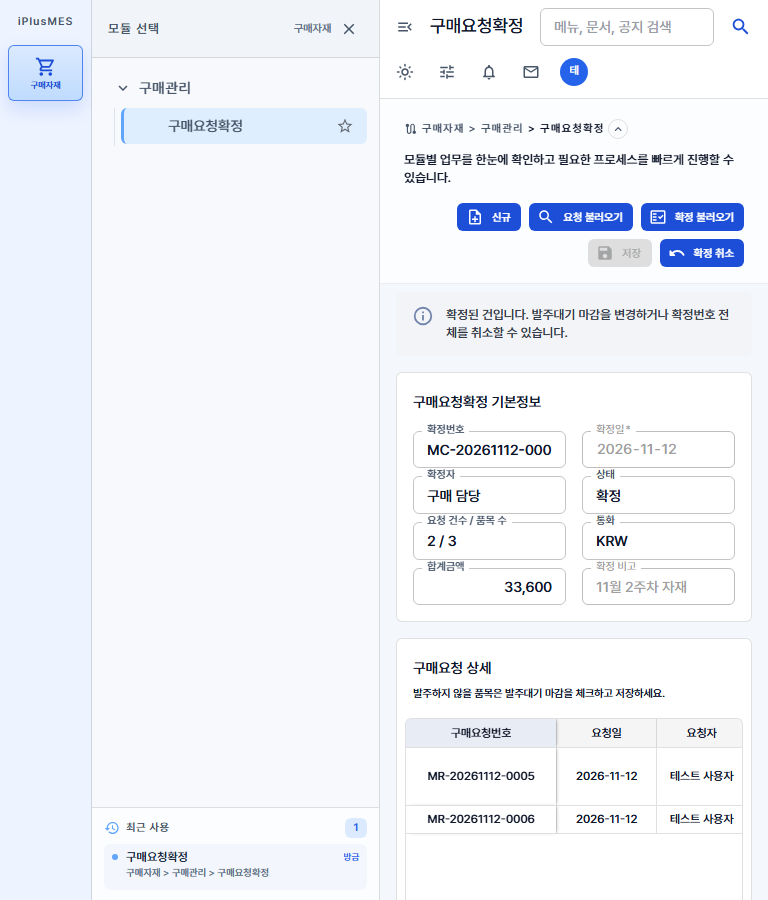 iPlusMES
구매자재
모듈 선택
구매자재
구매관리
구매요청확정
최근 사용
1
구매요청확정
방금
구매자재 > 구매관리 > 구매요청확정
구매요청확정
메뉴, 문서, 공지 검색
테
구매자재 > 구매관리 > 구매요청확정
모듈별 업무를 한눈에 확인하고 필요한 프로세스를 빠르게 진행할 수
있습니다.
신규
요청 불러오기
확정 불러오기
저장
확정 취소
확정된 건입니다. 발주대기 마감을 변경하거나 확정번호 전
체를 취소할 수 있습니다.
구매요청확정 기본정보
확정번호
MC-20261112-000
확정일*
2026-11-12
확정자
구매 담당
상태
확정
요청 건수 / 품목 수
2 / 3
통화
KRW
합계금액
33,600
확정 비고
11월 2주차 자재
구매요청 상세
발주하지 않을 품목은 발주대기 마감을 체크하고 저장하세요.
구매요청번호 요청일 요청자
MR-20261112-0005 2026-11-12 테스트 사용자
MR-20261112-0006 2026-11-12 테스트 사용자